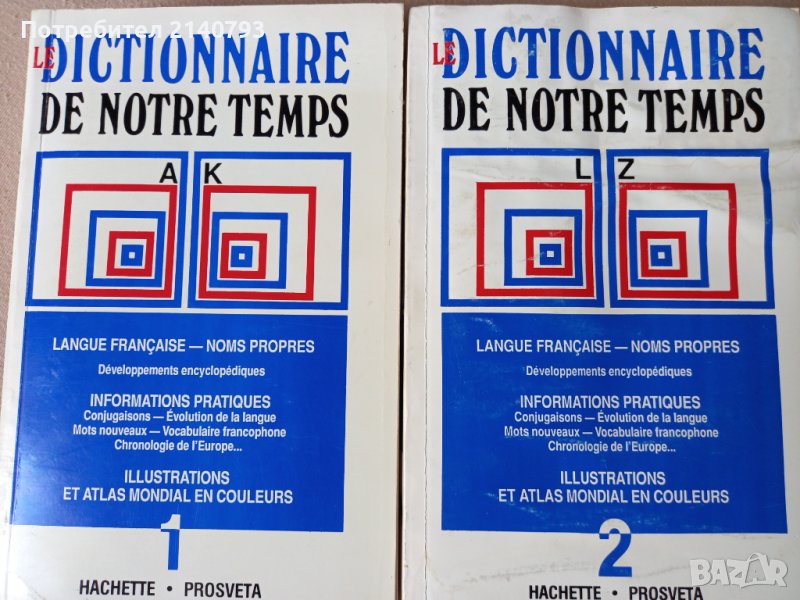 Потребител 2140793
LE DICTIONNAIRE
DE NOTRE TEMPS
A K
LANGUE FRANÇAISE — NOMS PROPRES
Développements encyclopédiques
INFORMATIONS PRATIQUES
Conjugaisons — Évolution de la langue
Mots nouveaux — Vocabulaire francophone
Chronologie de l'Europe...
ILLUSTRATIONS
ET ATLAS MONDIAL EN COULEURS
1
HACHETTE • PROSVETA
LE DICTIONNAIRE
DE NOTRE TEMPS
L Z
LANGUE FRANÇAISE — NOMS PROPRES
Développements encyclopédiques
INFORMATIONS PRATIQUES
Conjugaisons — Évolution de la langue
Mots nouveaux — Vocabulaire francophone
Chronologie de l'Europe...
ILLUSTRATIONS
ET ATLAS MONDIAL EN COULEURS
2
HACHETTE • PROSVETA
BAZAR